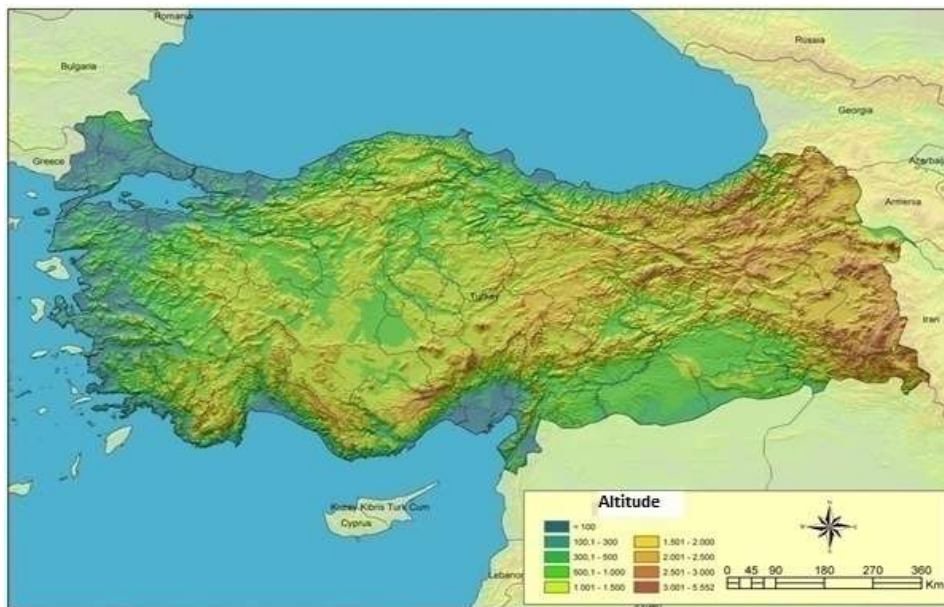 Romania
Russia
Bulgaria
Georgia
Greece
Azerbaij
Armenia
Turkey
Iran
Kuzey Kibris Turk Cum
Cyprus
Lebanon
Altitude
< 100
100,1 - 300
300,1 - 500
500,1 - 1.000
1.001 - 1.500
1.501 - 2.000
2.001 - 2.500
2.501 - 3.000
3.001 - 5.552
0 45 90 180 270 360
Km